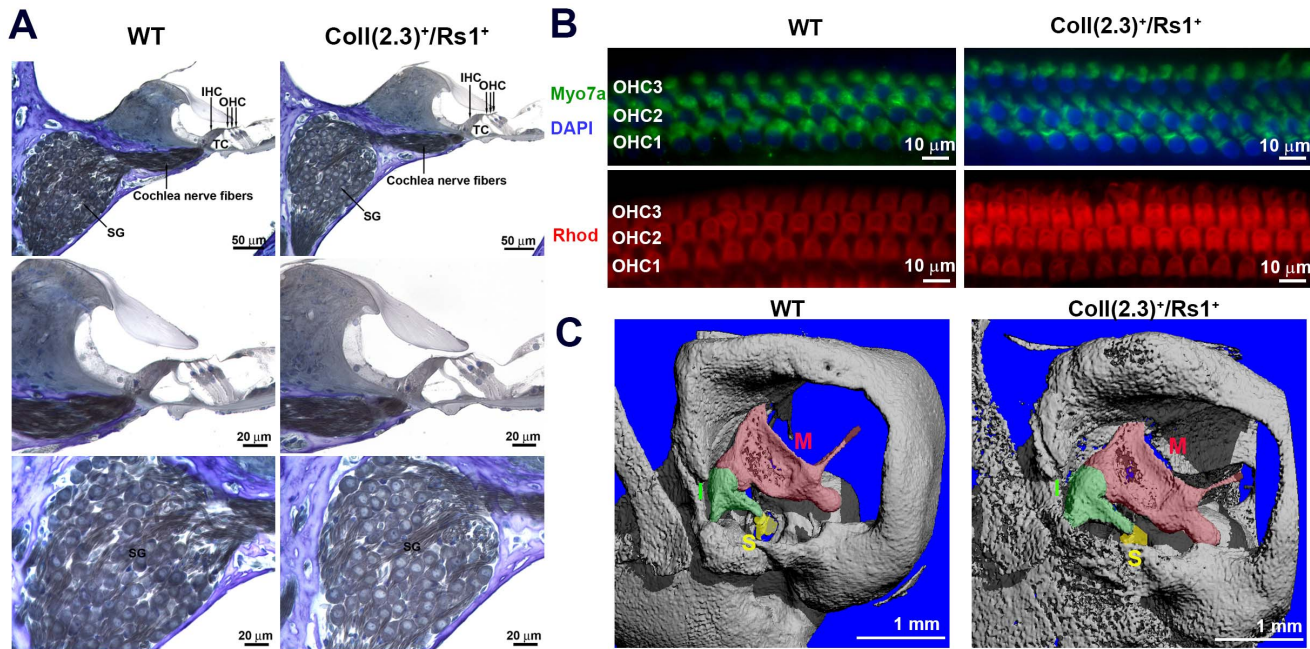 A
WT
ColI(2.3)⁺/Rs1⁺
IHC
OHC
TC
Cochlea nerve fibers
SG
50 µm
IHC
OHC
TC
Cochlea nerve fibers
SG
50 µm
20 µm
20 µm
SG
20 µm
SG
20 µm
B
WT
ColI(2.3)⁺/Rs1⁺
Myo7a
DAPI
OHC3
OHC2
OHC1
10 µm
10 µm
Rhod
OHC3
OHC2
OHC1
10 µm
10 µm
C
WT
ColI(2.3)⁺/Rs1⁺
M
I
S
1 mm
M
I
S
1 mm